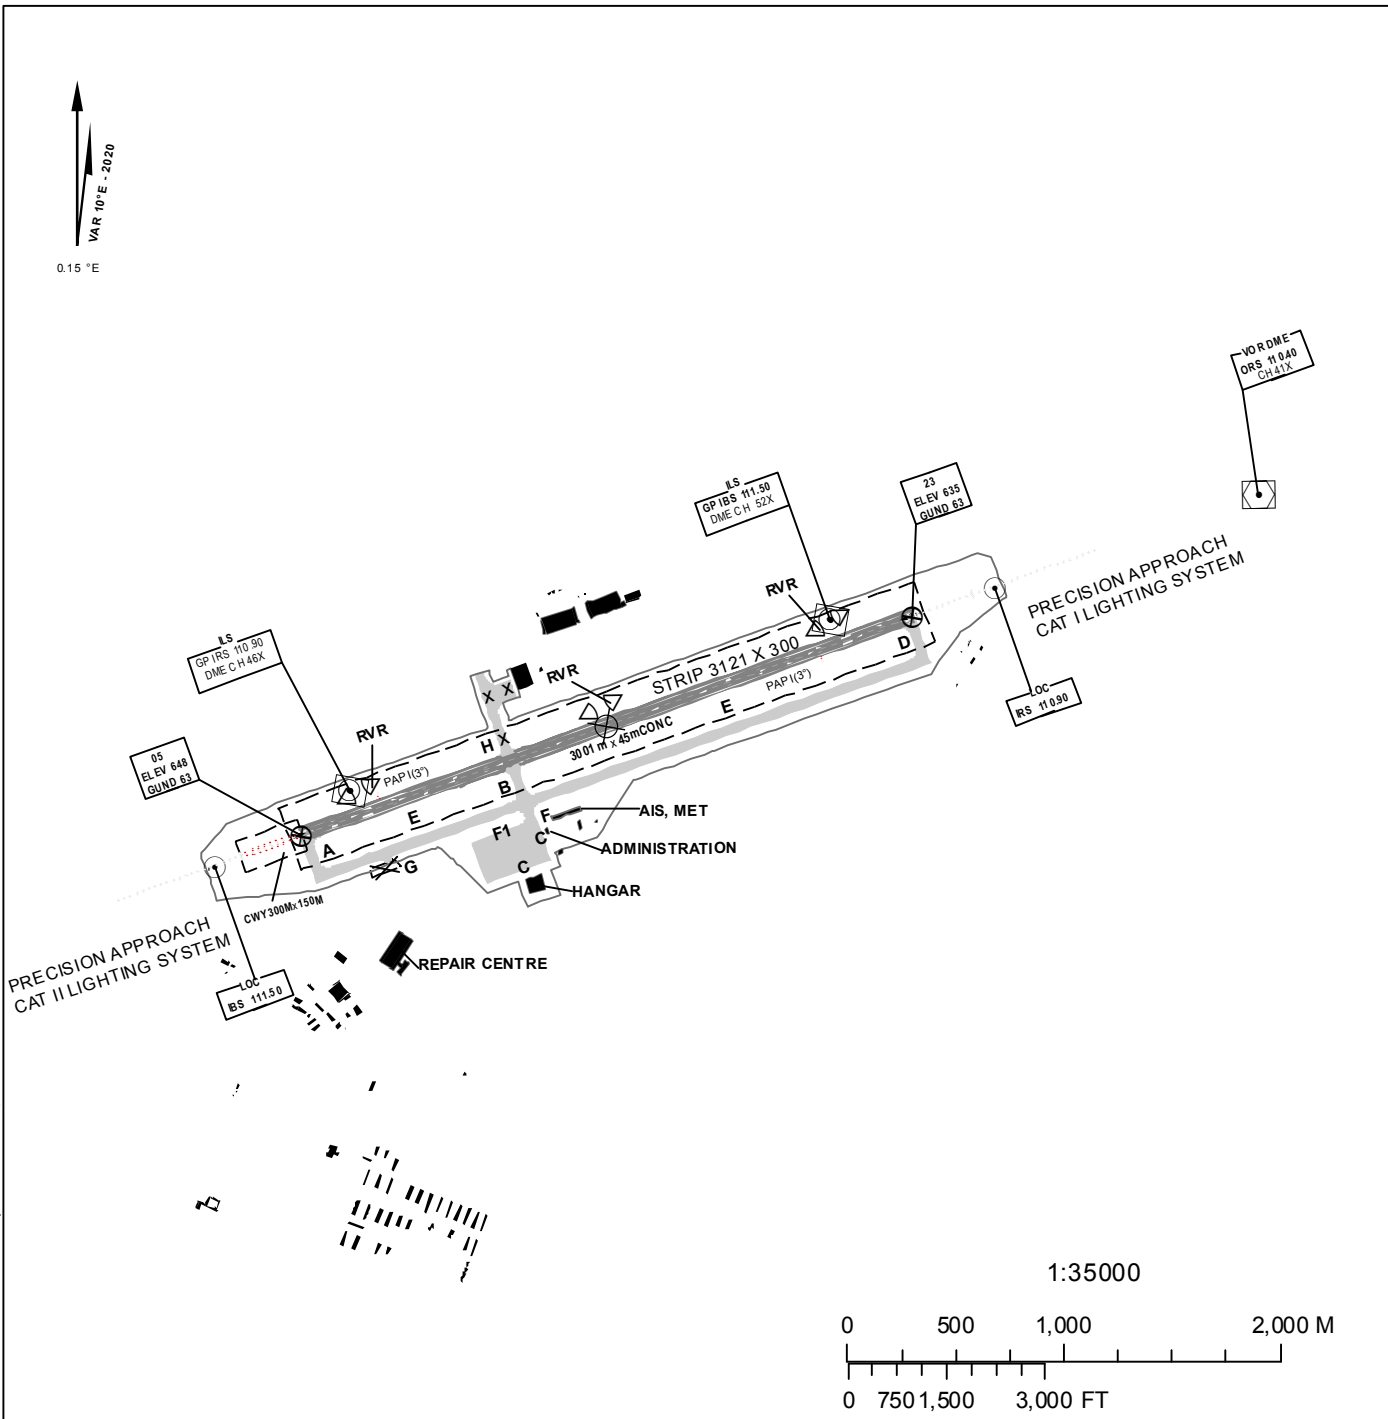 VAR 10°E - 2020
0.15 °E
VOR DME
ORS 110.40
CH 41X
ILS
GP IBS 111.50
DME CH 52X
23
ELEV 635
GUND 63
PRECISION APPROACH
CAT I LIGHTING SYSTEM
RVR
ILS
GP IRS 110.90
DME CH 46X
STRIP 3121 X 300
D
RVR
X X
PAPI(3°)
E
LOC
IRS 110.90
RVR
H X
3001 m x 45mCONC
05
ELEV 648
GUND 63
PAPI(3°)
B
E
F
AIS, MET
F1
C
ADMINISTRATION
A
G
C
HANGAR
CWY300Mx150M
PRECISION APPROACH
CAT II LIGHTING SYSTEM
REPAIR CENTRE
LOC
IBS 111.50
1:35000
0 500 1,000 2,000 M
0 750 1,500 3,000 FT